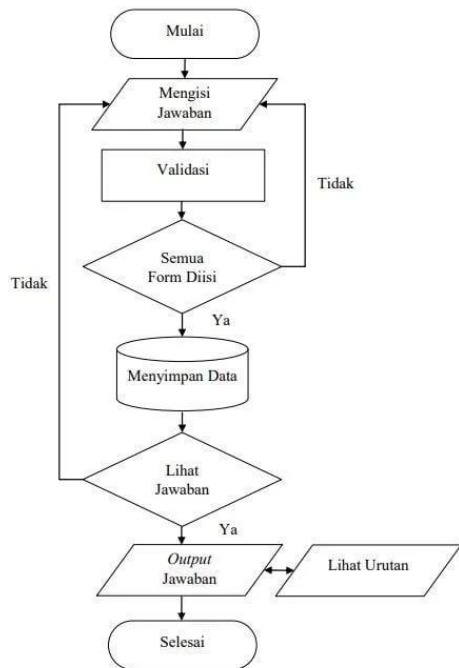 Mulai
Mengisi
Jawaban
Validasi
Tidak
Semua
Form Diisi
Tidak
Ya
Menyimpan Data
Lihat
Jawaban
Ya
Output
Jawaban
Lihat Urutan
Selesai